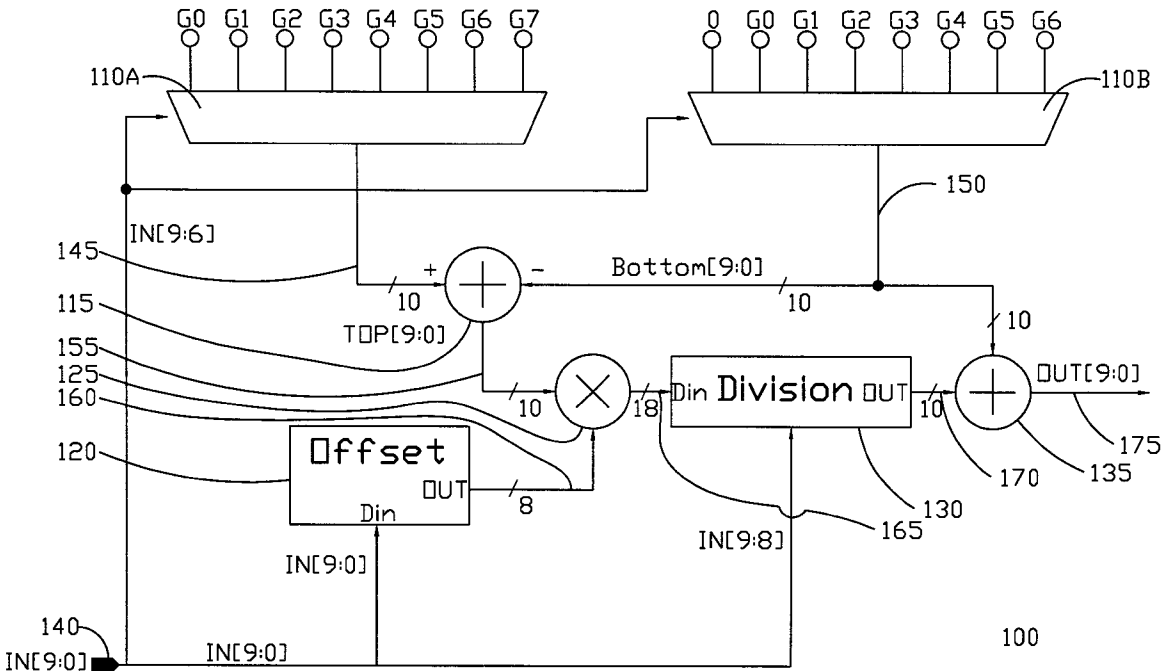 G0 G1 G2 G3 G4 G5 G6 G7
0 G0 G1 G2 G3 G4 G5 G6
110A
110B
150
IN[9:6]
145
+
-
Bottom[9:0]
10
10
115
TOP[9:0]
10
155
125
160
10
18
Din Division OUT
10
OUT[9:0]
120
Offset
OUT
Din
8
175
135
170
130
165
IN[9:8]
IN[9:0]
140
IN[9:0]
IN[9:0]
100